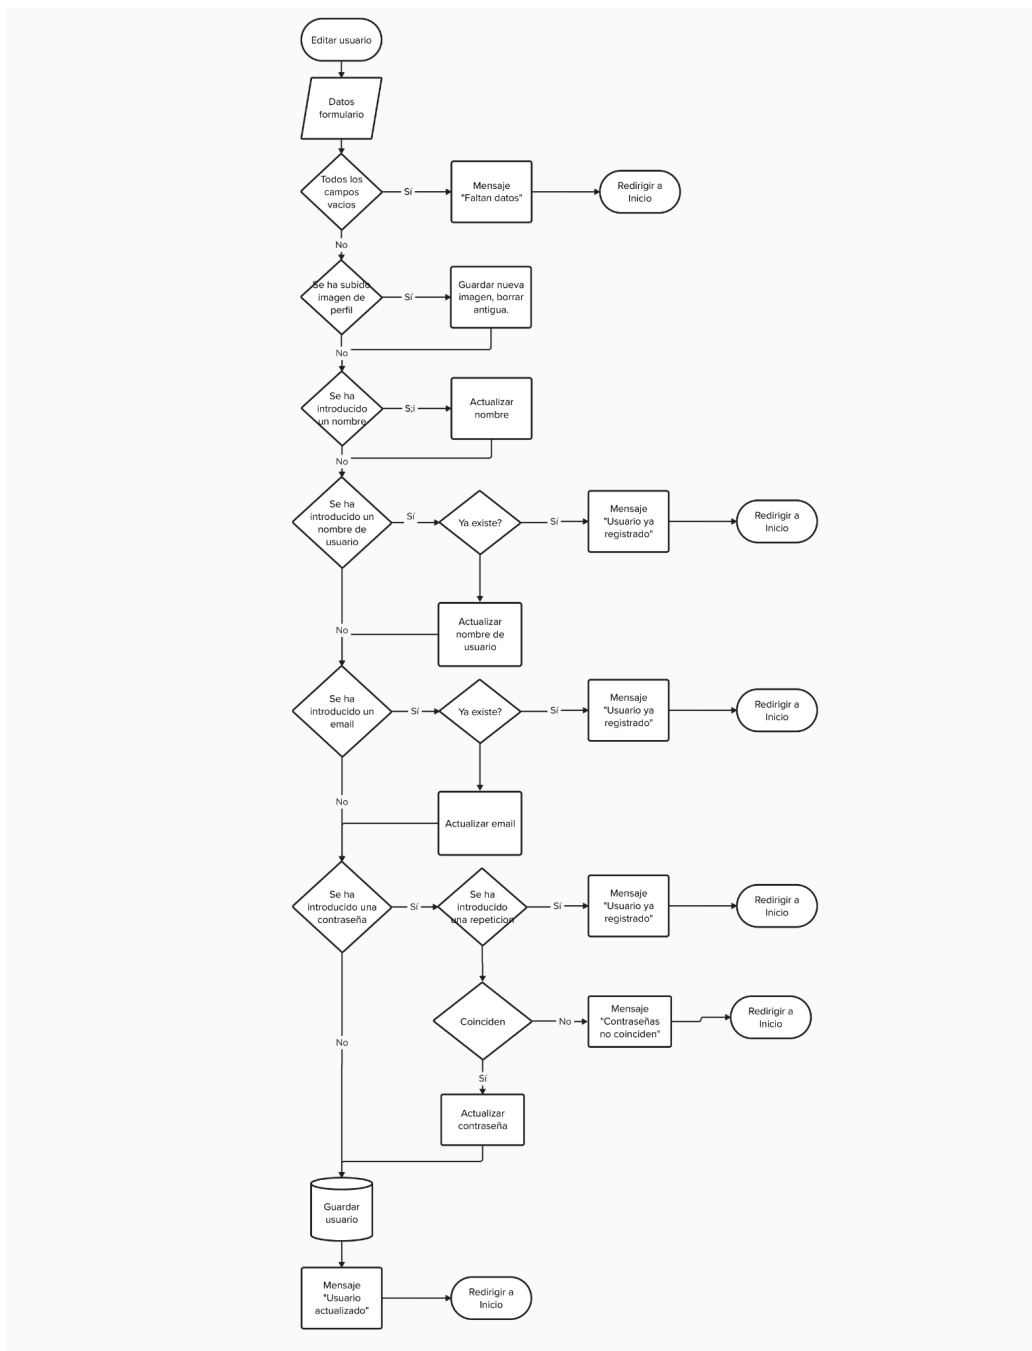 Editar usuario
Datos
formulario
Todos los
campos
vacios
Sí
Mensaje
"Faltan datos"
Redirigir a
Inicio
No
Se ha subido
imagen de
perfil
Sí
Guardar nueva
imagen, borrar
antigua.
No
Se ha
introducido
un nombre
S;i
Actualizar
nombre
No
Se ha
introducido un
nombre de
usuario
Sí
Ya existe?
Sí
Mensaje
"Usuario ya
registrado"
Redirigir a
Inicio
No
Actualizar
nombre de
usuario
Se ha
introducido un
email
Sí
Ya existe?
Sí
Mensaje
"Usuario ya
registrado"
Redirigir a
Inicio
No
Actualizar email
Se ha
introducido una
contraseña
Sí
Se ha
introducido
una repeticion
Sí
Mensaje
"Usuario ya
registrado"
Redirigir a
Inicio
Coinciden
No
Mensaje
"Contraseñas
no coinciden"
Redirigir a
Inicio
No
Sí
Actualizar
contraseña
Guardar
usuario
Mensaje
"Usuario
actualizado"
Redirigir a
Inicio